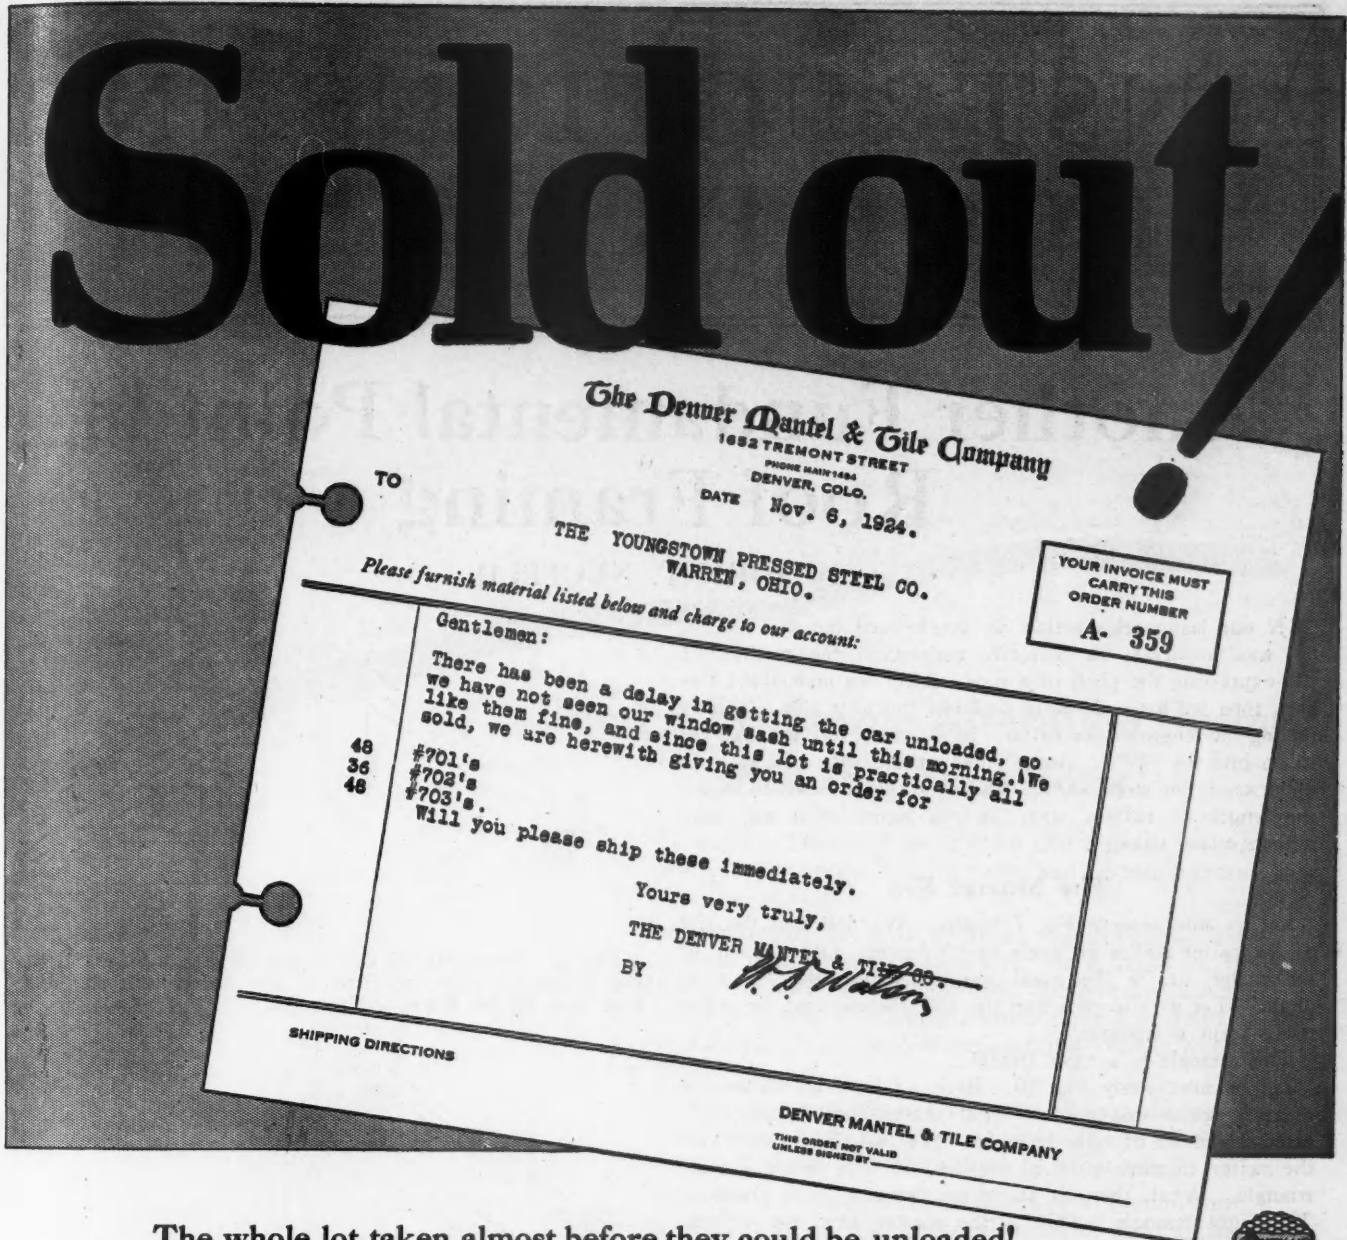 Sold out!
The Denver Mantel & Tile Company
1652 TREMONT STREET
PHONE MAIN 1484
DENVER, COLO.
TO
DATE Nov. 6, 1924.
THE YOUNGSTOWN PRESSED STEEL CO.
WARREN, OHIO.
YOUR INVOICE MUST
CARRY THIS
ORDER NUMBER
A- 359
Please furnish material listed below and charge to our account:
Gentlemen:
There has been a delay in getting the car unloaded, so
we have not seen our window sash until this morning. We
like them fine, and since this lot is practically all
sold, we are herewith giving you an order for
48 #701's
36 #702's
48 #703's.
Will you please ship these immediately.
Yours very truly,
THE DENVER MANTEL & TILE CO.
BY W. D. Watson
SHIPPING DIRECTIONS
DENVER MANTEL & TILE COMPANY
THIS ORDER NOT VALID
UNLESS SIGNED BY
The whole lot taken almost before they could be unloaded!